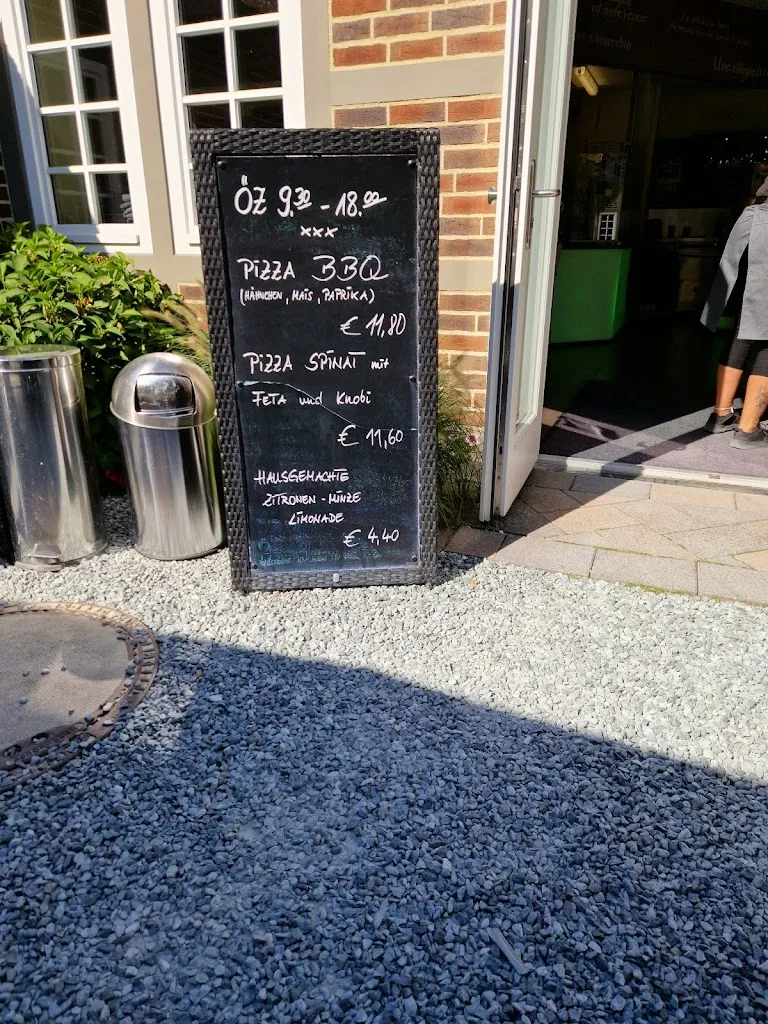 ÖZ 9.30 - 18.00
xxx
PIZZA BBQ
(HÄHNCHEN, MAIS, PAPRIKA)
€ 11,80
PIZZA SPINAT mit
FETA und KNOBI
€ 11,60
HAUSGEMACHTE
ZITRONEN - MINZE
LIMONADE
€ 4,40